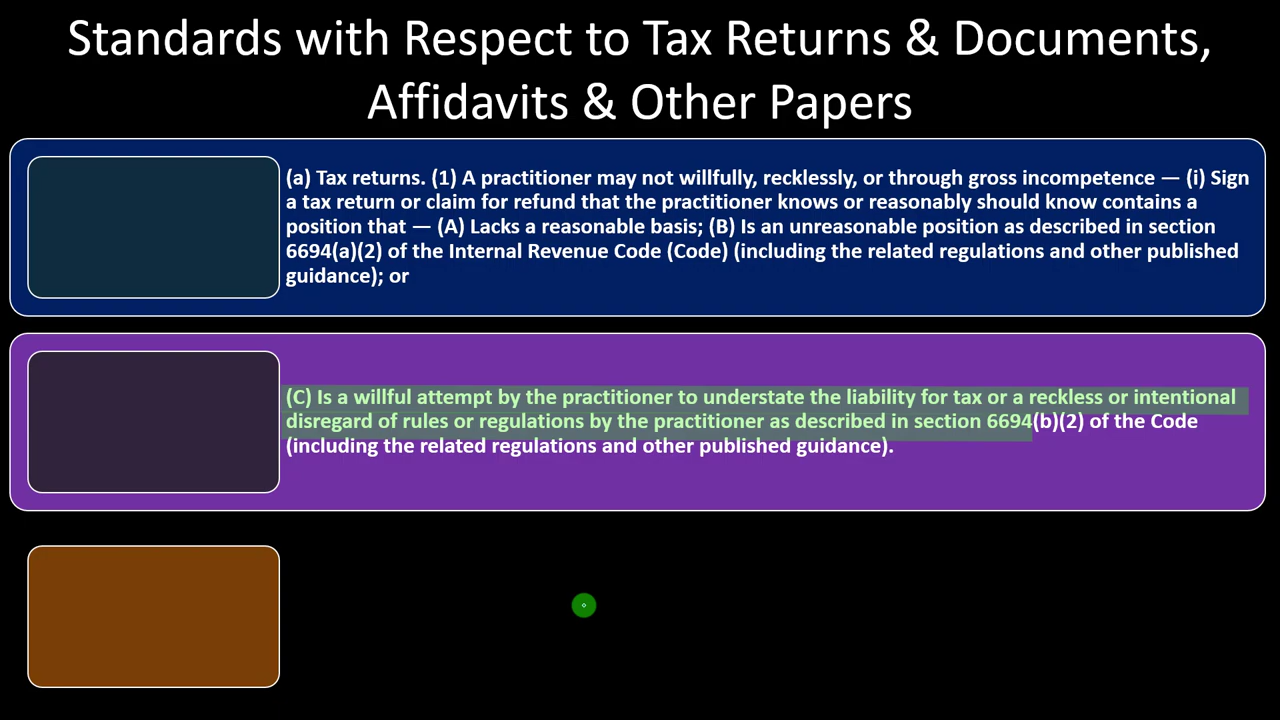 Standards with Respect to Tax Returns & Documents,
Affidavits & Other Papers
(a) Tax returns. (1) A practitioner may not willfully, recklessly, or through gross incompetence — (i) Sign
a tax return or claim for refund that the practitioner knows or reasonably should know contains a
position that — (A) Lacks a reasonable basis; (B) Is an unreasonable position as described in section
6694(a)(2) of the Internal Revenue Code (Code) (including the related regulations and other published
guidance); or
(C) Is a willful attempt by the practitioner to understate the liability for tax or a reckless or intentional
disregard of rules or regulations by the practitioner as described in section 6694(b)(2) of the Code
(including the related regulations and other published guidance).